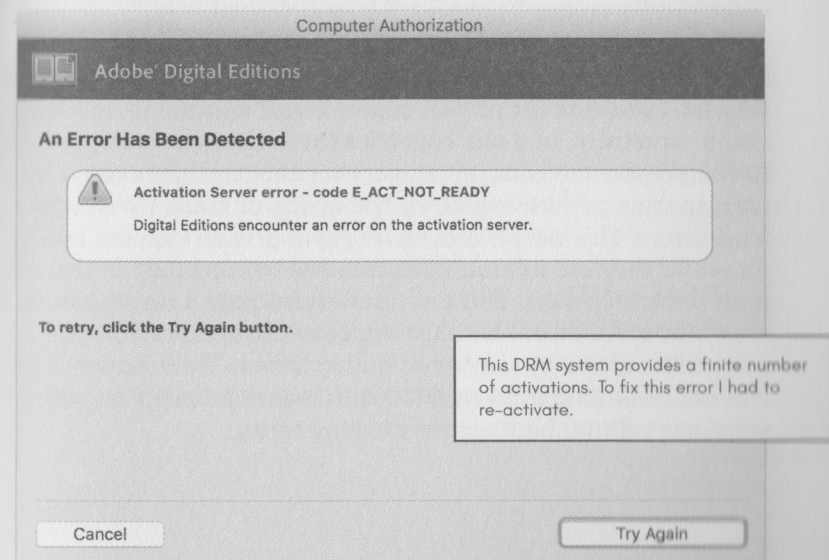 Computer Authorization
Adobe® Digital Editions
An Error Has Been Detected
Activation Server error - code E_ACT_NOT_READY
Digital Editions encounter an error on the activation server.
To retry, click the Try Again button.
This DRM system provides a finite number
of activations. To fix this error I had to
re-activate.
Cancel
Try Again